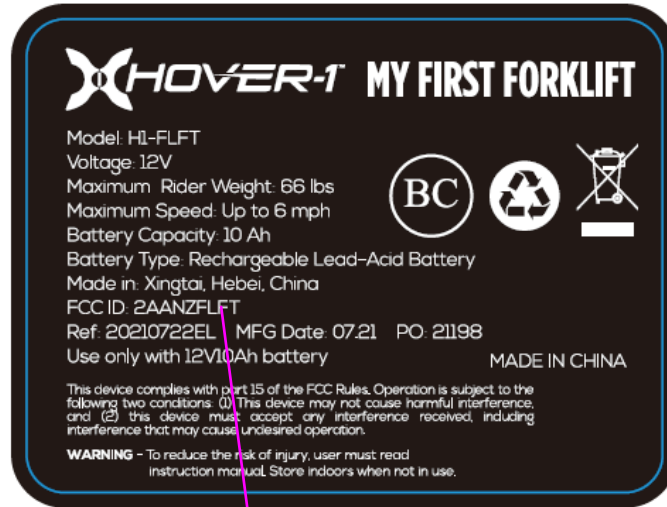 HOVER-1 MY FIRST FORKLIFT
Model: H1-FLFT
Voltage: 12V
Maximum Rider Weight: 66 lbs
Maximum Speed: Up to 6 mph
Battery Capacity: 10 Ah
Battery Type: Rechargeable Lead-Acid Battery
Made in: Xingtai, Hebei, China
FCC ID: 2AANZFLFT
Ref: 20210722EL MFG Date: 07.21 PO: 21198
Use only with 12V10Ah battery
BC
MADE IN CHINA
This device complies with part 15 of the FCC Rules. Operation is subject to the
following two conditions: (1) This device may not cause harmful interference,
and (2) this device must accept any interference received, including
interference that may cause undesired operation.
WARNING - To reduce the risk of injury, user must read
instruction manual. Store indoors when not in use.